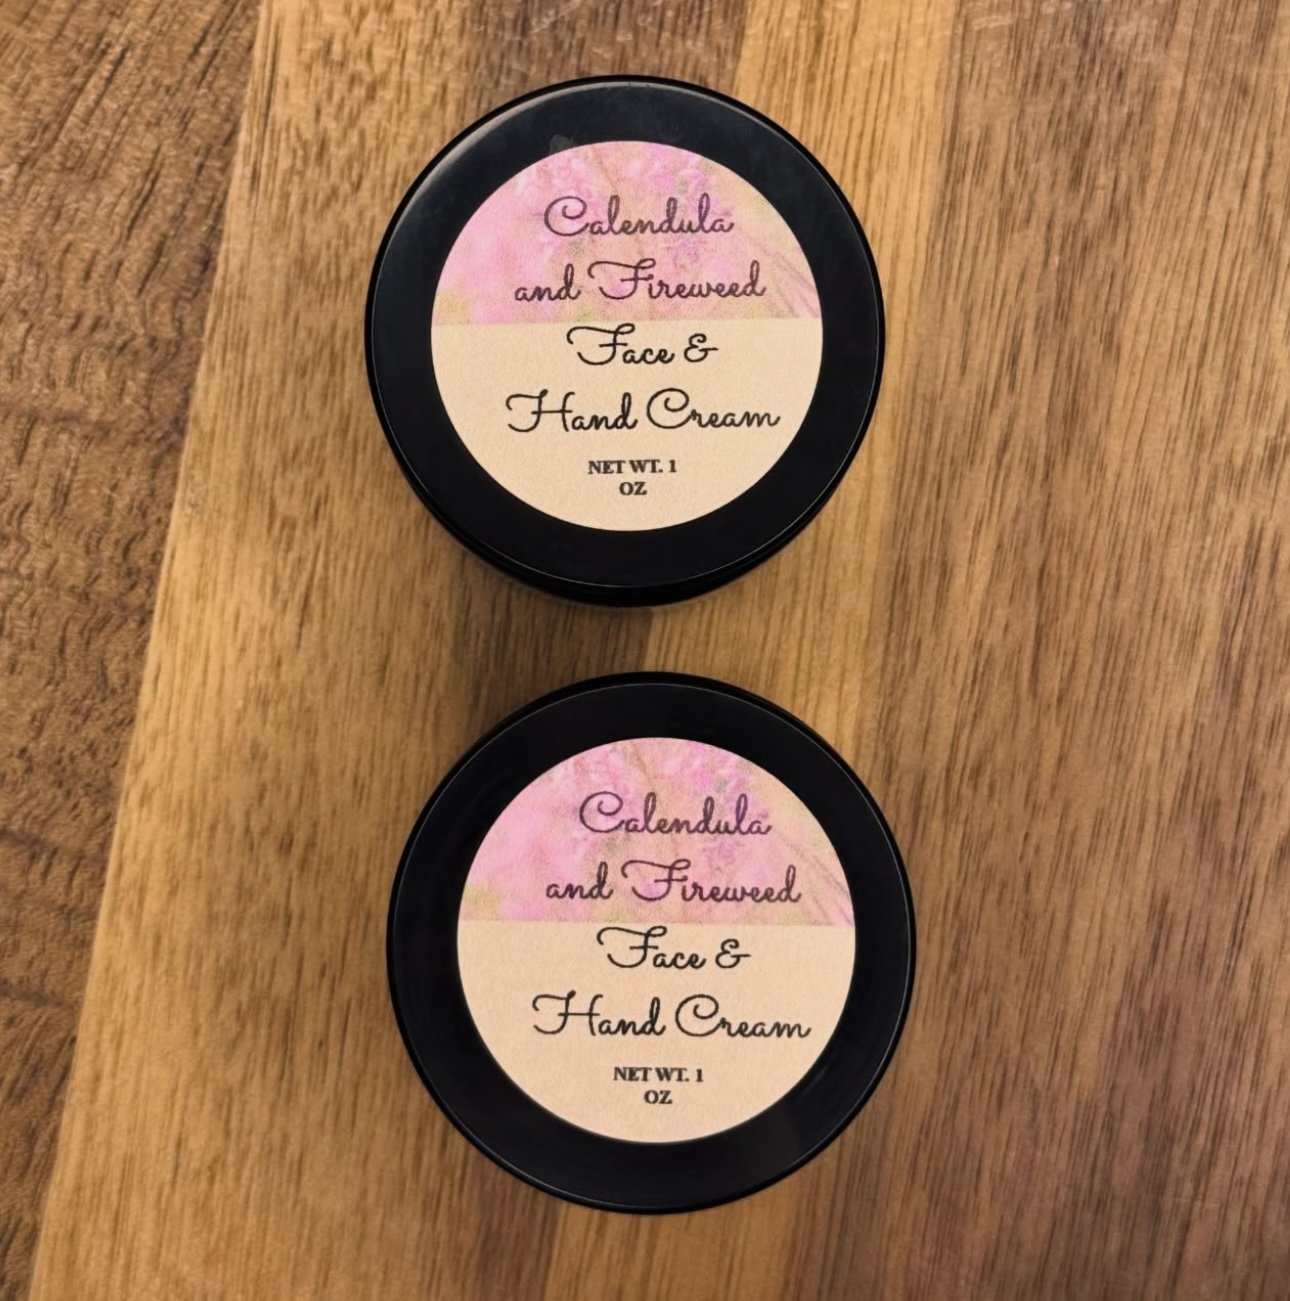 Calendula
and Fireweed
Face &
Hand Cream
NET WT. 1
OZ
Calendula
and Fireweed
Face &
Hand Cream
NET WT. 1
OZ